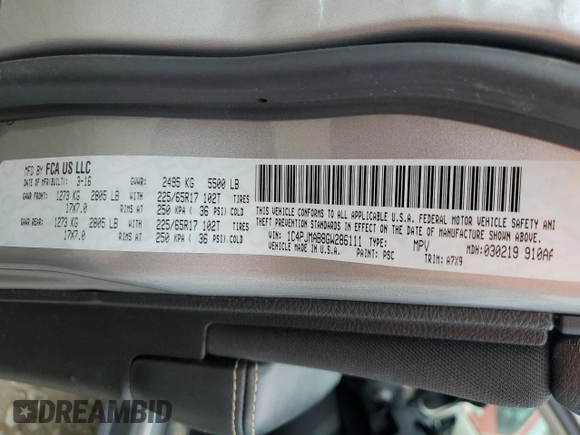 MFD BY FCA US LLC
DATE OF MFR(BUILT): 3-16 GVWR: 2495 KG 5500 LB
GAWR FRONT: 1273 KG 2805 LB WITH 225/65R17 102T TIRES
17X7.0 RIMS AT 250 KPA ( 36 PSI) COLD
GAWR REAR: 1273 KG 2805 LB WITH 225/65R17 102T TIRES
17X7.0 RIMS AT 250 KPA ( 36 PSI) COLD
THIS VEHICLE CONFORMS TO ALL APPLICABLE U.S.A. FEDERAL MOTOR VEHICLE SAFETY AND
THEFT PREVENTION STANDARDS IN EFFECT ON THE DATE OF MANUFACTURE SHOWN ABOVE.
VIN: 1C4PJMAB8GW286111 TYPE: MPV MDH:030219 910AF
VEHICLE MADE IN U.S.A. PAINT: PSC TRIM: A7X9
DREAMBID